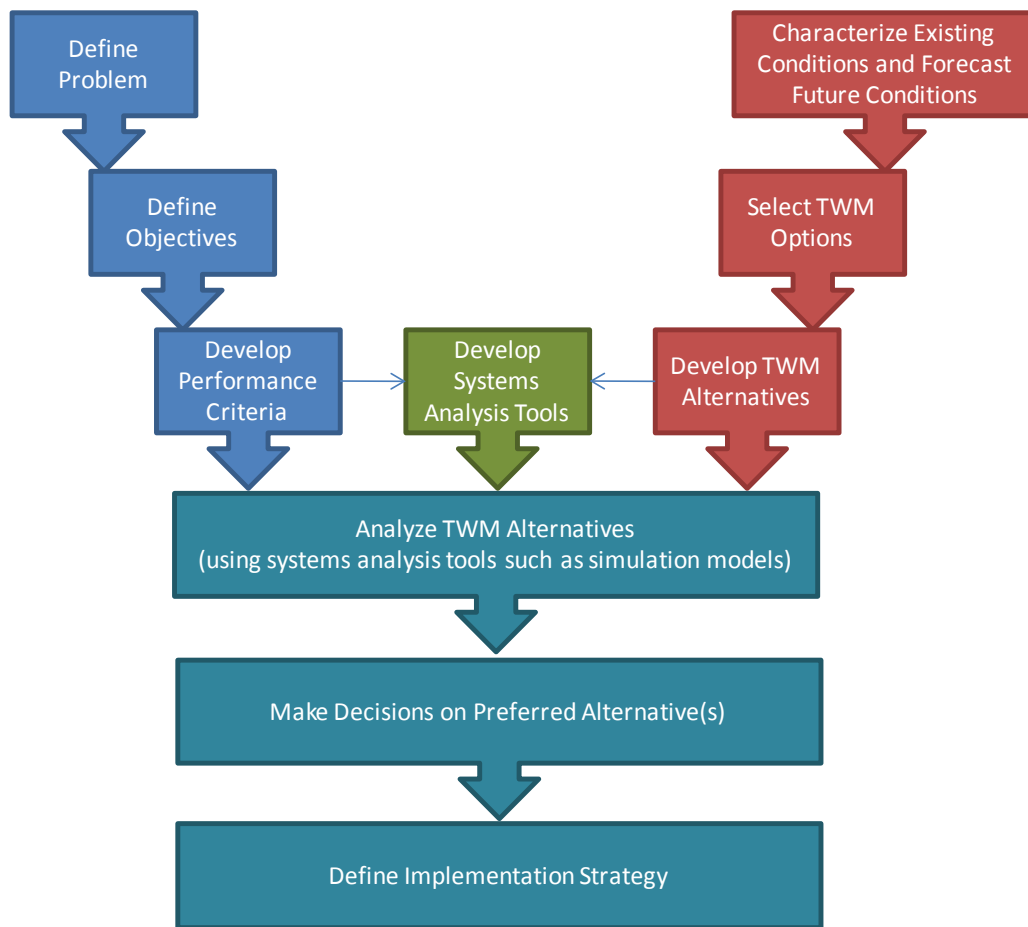 Define
Problem
Characterize Existing
Conditions and Forecast
Future Conditions
Define
Objectives
Select TWM
Options
Develop
Performance
Criteria
Develop
Systems
Analysis Tools
Develop TWM
Alternatives
Analyze TWM Alternatives
(using systems analysis tools such as simulation models)
Make Decisions on Preferred Alternative(s)
Define Implementation Strategy